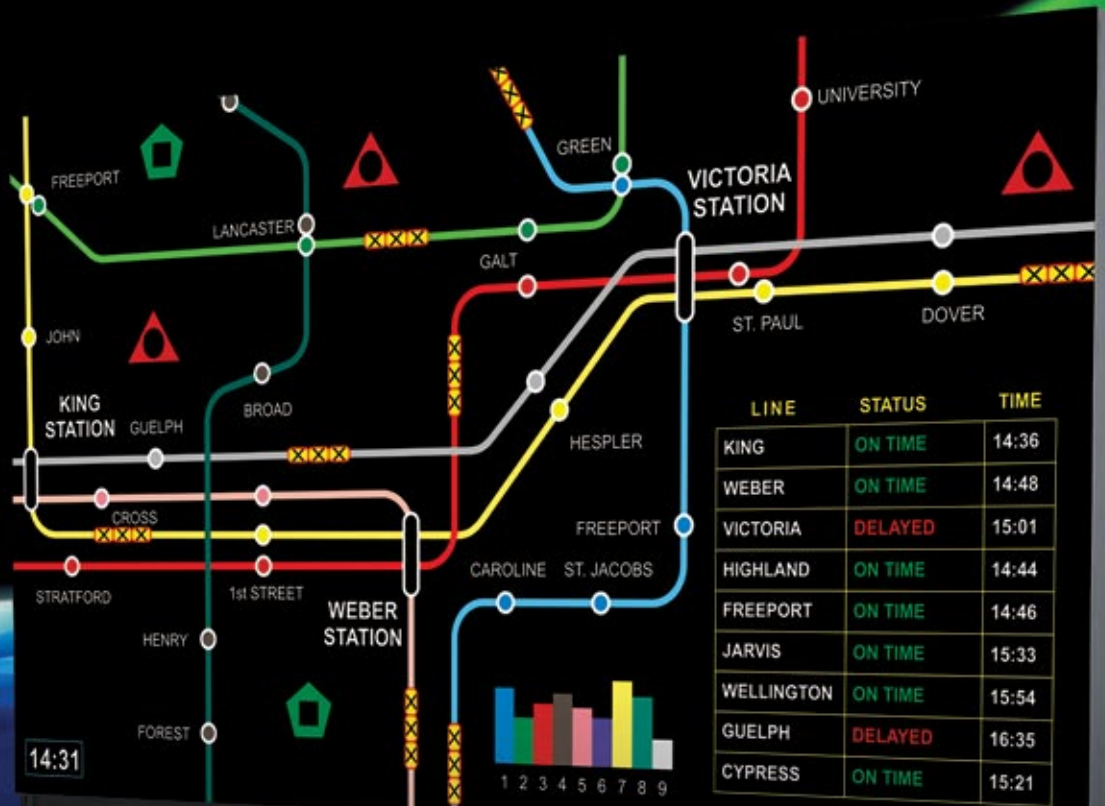 UNIVERSITY
GREEN
VICTORIA
STATION
FREEPORT
LANCASTER
GALT
ST. PAUL
DOVER
JOHN
KING
STATION
GUELPH
BROAD
HESPLER
CROSS
FREEPORT
STRATFORD
1st STREET
CAROLINE
ST. JACOBS
WEBER
STATION
HENRY
FOREST
14:31
1 2 3 4 5 6 7 8 9
LINE STATUS TIME
KING ON TIME 14:36
WEBER ON TIME 14:48
VICTORIA DELAYED 15:01
HIGHLAND ON TIME 14:44
FREEPORT ON TIME 14:46
JARVIS ON TIME 15:33
WELLINGTON ON TIME 15:54
GUELPH DELAYED 16:35
CYPRESS ON TIME 15:21